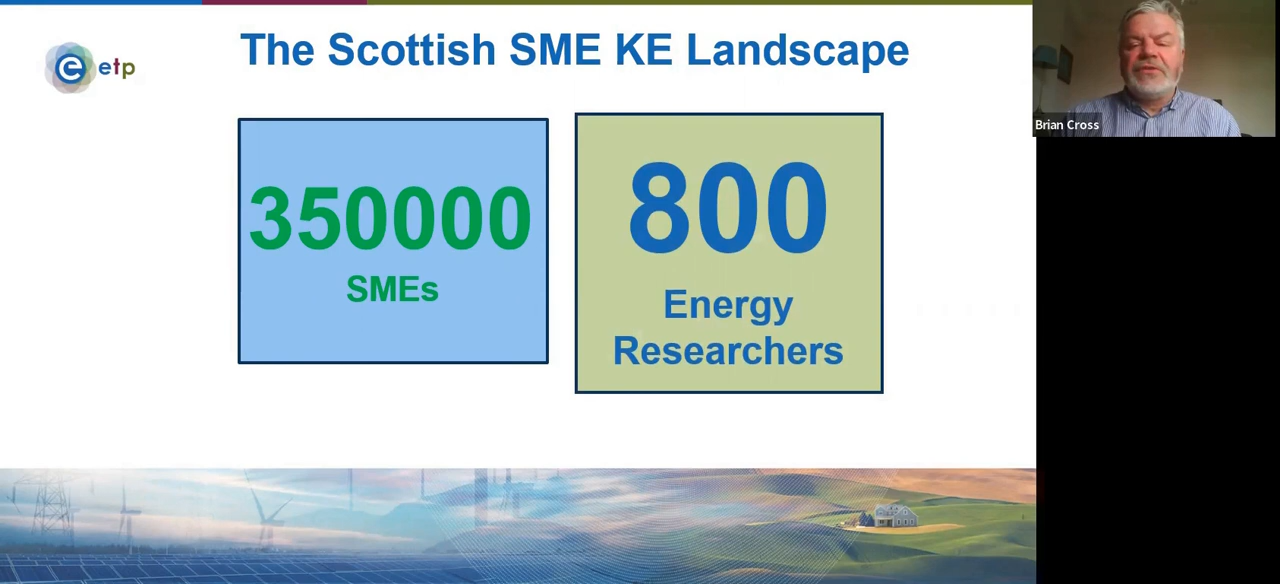 etp
The Scottish SME KE Landscape
350000
SMEs
800
Energy
Researchers
Brian Cross